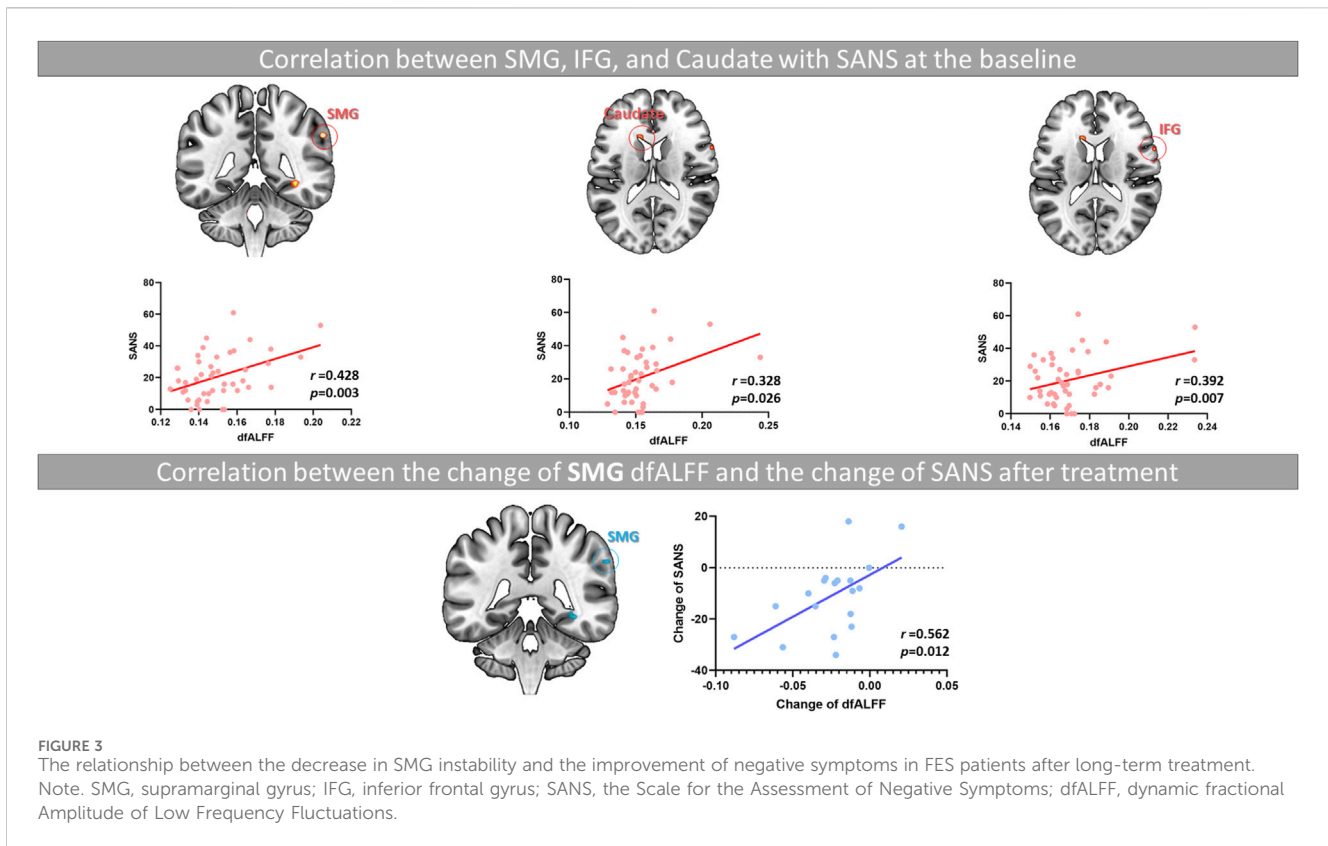 Correlation between SMG, IFG, and Caudate with SANS at the baseline
SMG
Caudate
IFG
80
60
40
20
0
SANS
0.12 0.14 0.16 0.18 0.20 0.22
dfALFF
r=0.428
p=0.003
80
60
40
20
0
SANS
0.10 0.15 0.20 0.25
dfALFF
r=0.328
p=0.026
80
60
40
20
0
SANS
0.14 0.16 0.18 0.20 0.22 0.24
dfALFF
r=0.392
p=0.007
Correlation between the change of SMG dfALFF and the change of SANS after treatment
SMG
20
0
-20
-40
Change of SANS
-0.10 -0.05 0.00 0.05
Change of dfALFF
r=0.562
p=0.012
FIGURE 3
The relationship between the decrease in SMG instability and the improvement of negative symptoms in FES patients after long-term treatment.
Note. SMG, supramarginal gyrus; IFG, inferior frontal gyrus; SANS, the Scale for the Assessment of Negative Symptoms; dfALFF, dynamic fractional
Amplitude of Low Frequency Fluctuations.